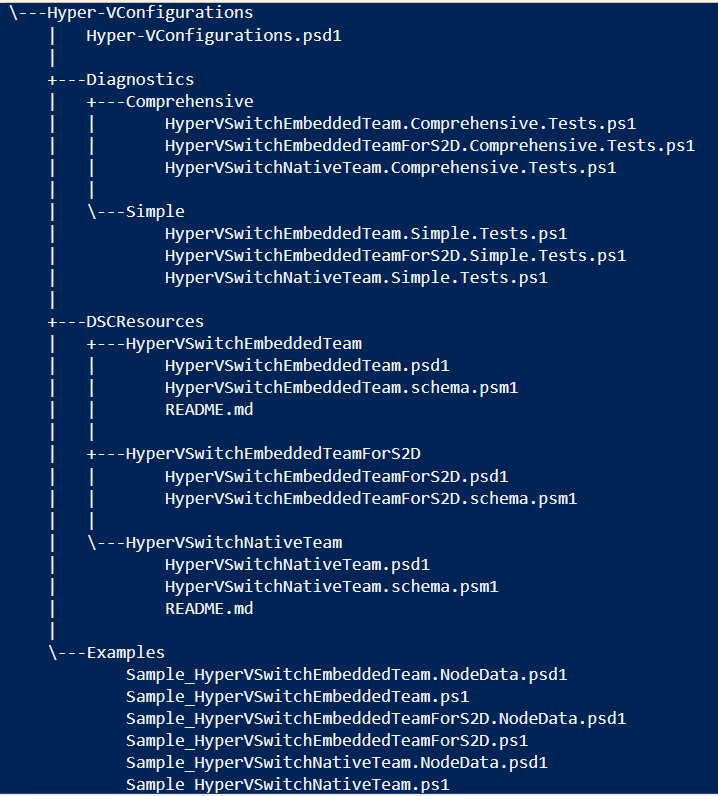 \---Hyper-VConfigurations
    |   Hyper-VConfigurations.psd1
    |
    +---Diagnostics
    |   +---Comprehensive
    |   |       HyperVSwitchEmbeddedTeam.Comprehensive.Tests.ps1
    |   |       HyperVSwitchEmbeddedTeamForS2D.Comprehensive.Tests.ps1
    |   |       HyperVSwitchNativeTeam.Comprehensive.Tests.ps1
    |   |
    |   \---Simple
    |           HyperVSwitchEmbeddedTeam.Simple.Tests.ps1
    |           HyperVSwitchEmbeddedTeamForS2D.Simple.Tests.ps1
    |           HyperVSwitchNativeTeam.Simple.Tests.ps1
    |
    +---DSCResources
    |   +---HyperVSwitchEmbeddedTeam
    |   |       HyperVSwitchEmbeddedTeam.psd1
    |   |       HyperVSwitchEmbeddedTeam.schema.psm1
    |   |       README.md
    |   |
    |   +---HyperVSwitchEmbeddedTeamForS2D
    |   |       HyperVSwitchEmbeddedTeamForS2D.psd1
    |   |       HyperVSwitchEmbeddedTeamForS2D.schema.psm1
    |   |
    |   \---HyperVSwitchNativeTeam
    |           HyperVSwitchNativeTeam.psd1
    |           HyperVSwitchNativeTeam.schema.psm1
    |           README.md
    |
    \---Examples
            Sample_HyperVSwitchEmbeddedTeam.NodeData.psd1
            Sample_HyperVSwitchEmbeddedTeam.ps1
            Sample_HyperVSwitchEmbeddedTeamForS2D.NodeData.psd1
            Sample_HyperVSwitchEmbeddedTeamForS2D.ps1
            Sample_HyperVSwitchNativeTeam.NodeData.psd1
            Sample_HyperVSwitchNativeTeam.ps1